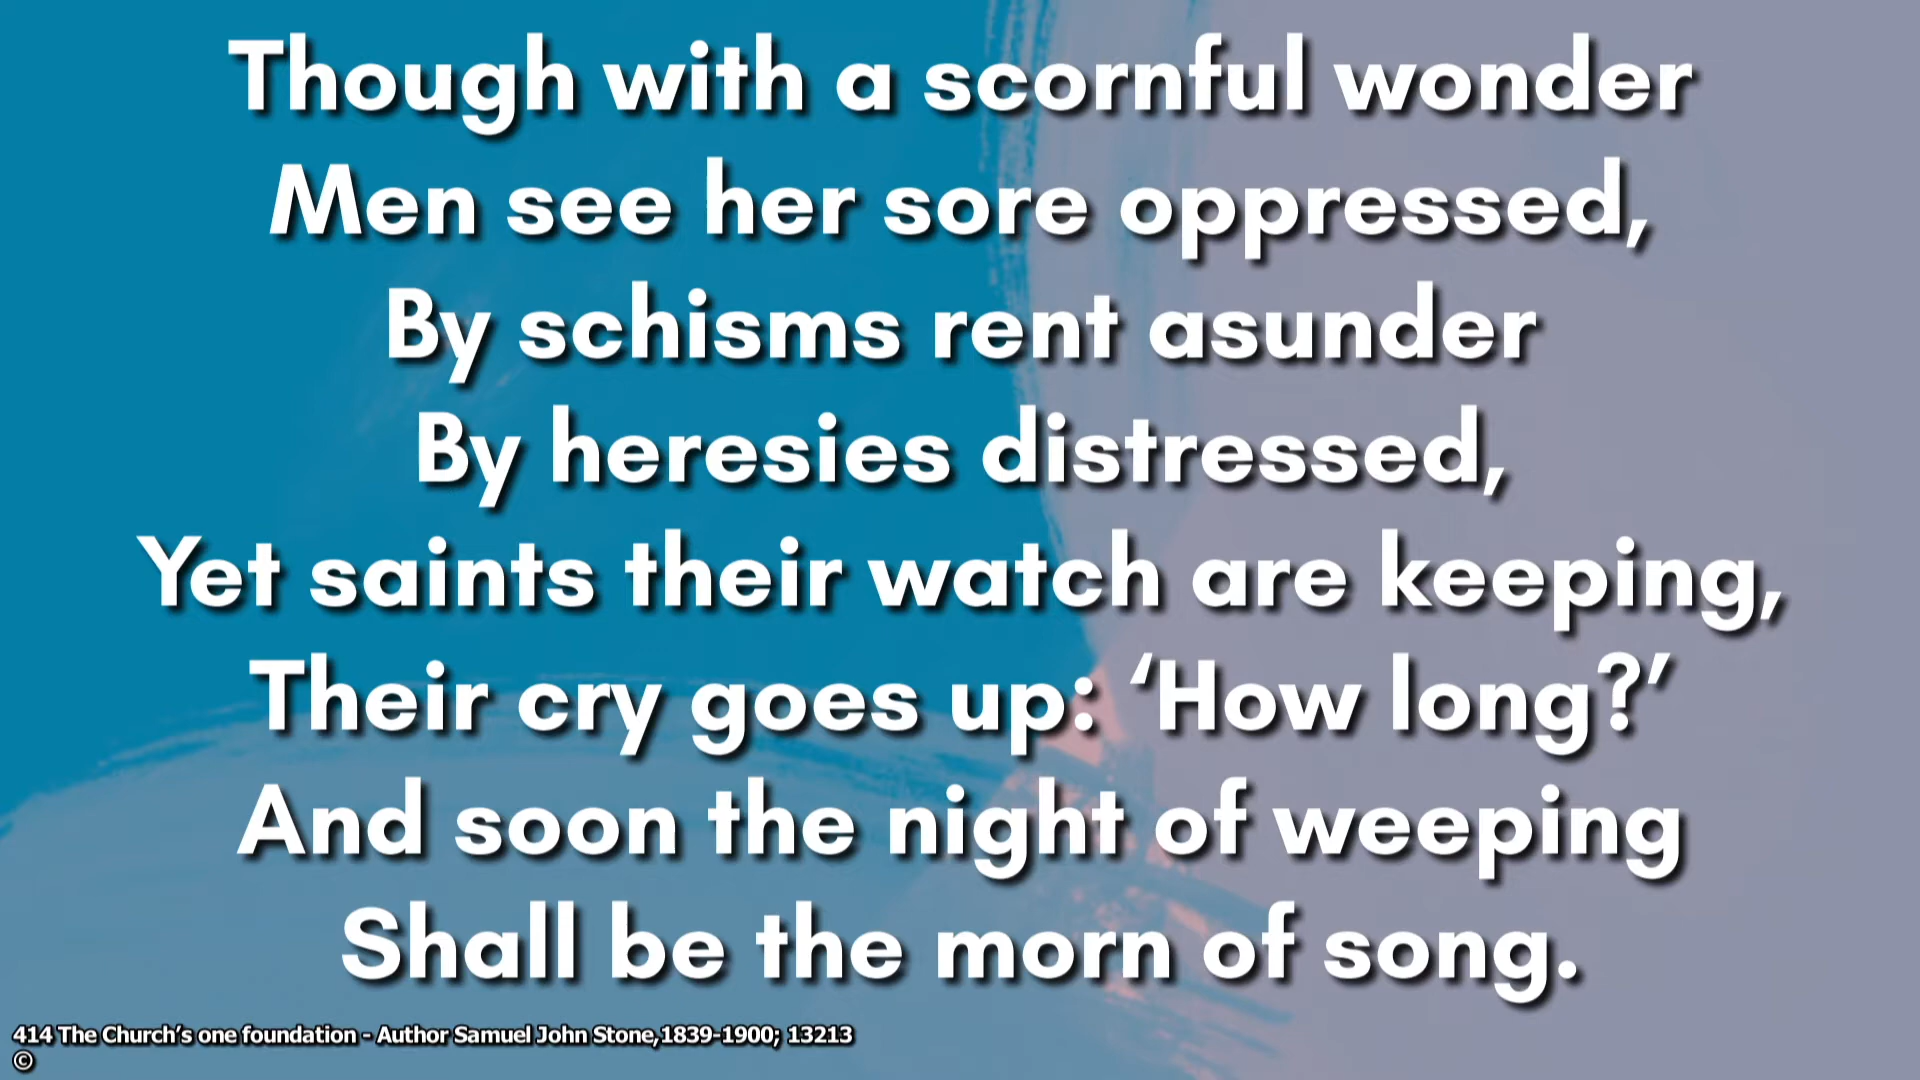 Though with a scornful wonder
Men see her sore oppressed,
By schisms rent asunder
By heresies distressed,
Yet saints their watch are keeping,
Their cry goes up: ‘How long?’
And soon the night of weeping
Shall be the morn of song.
414 The Church’s one foundation - Author Samuel John Stone,1839-1900; 13213
©